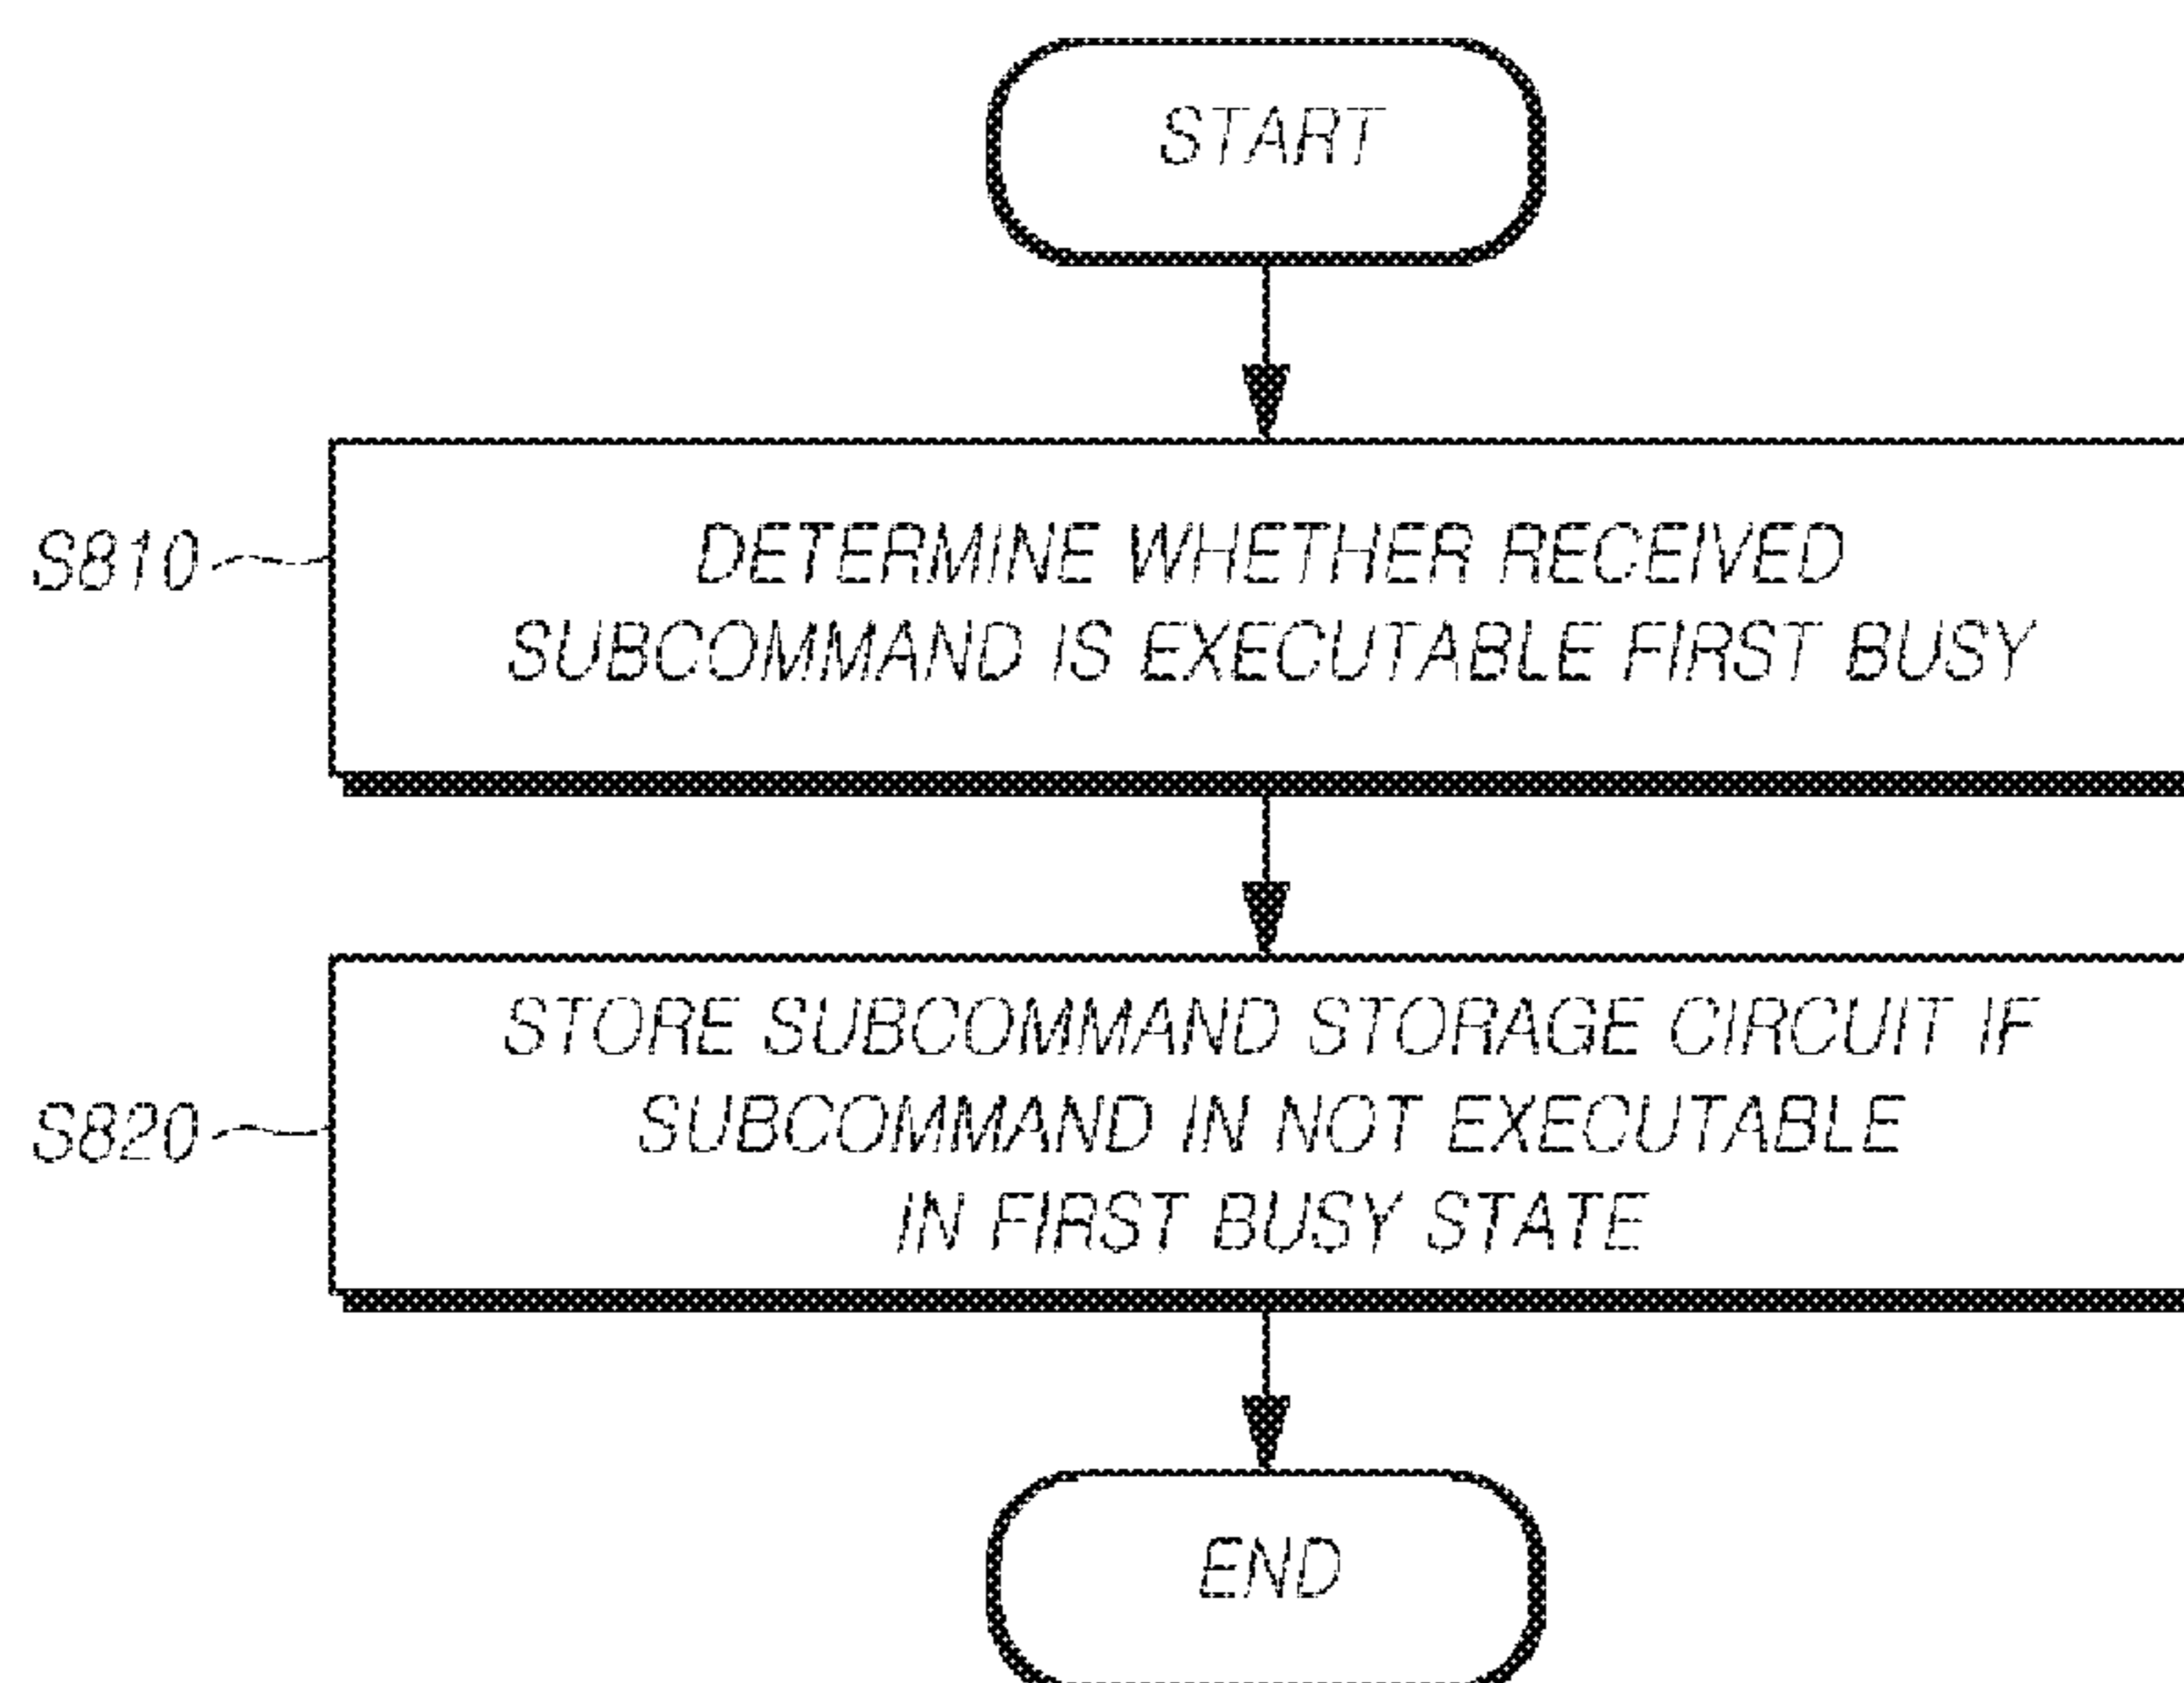 START
S810
DETERMINE WHETHER RECEIVED
SUBCOMMAND IS EXECUTABLE FIRST BUSY
STORE SUBCOMMAND STORAGE CIRCUIT IF
S820
SUBCOMMAND IN NOT EXECUTABLE
IN FIRST BUSY STATE
END